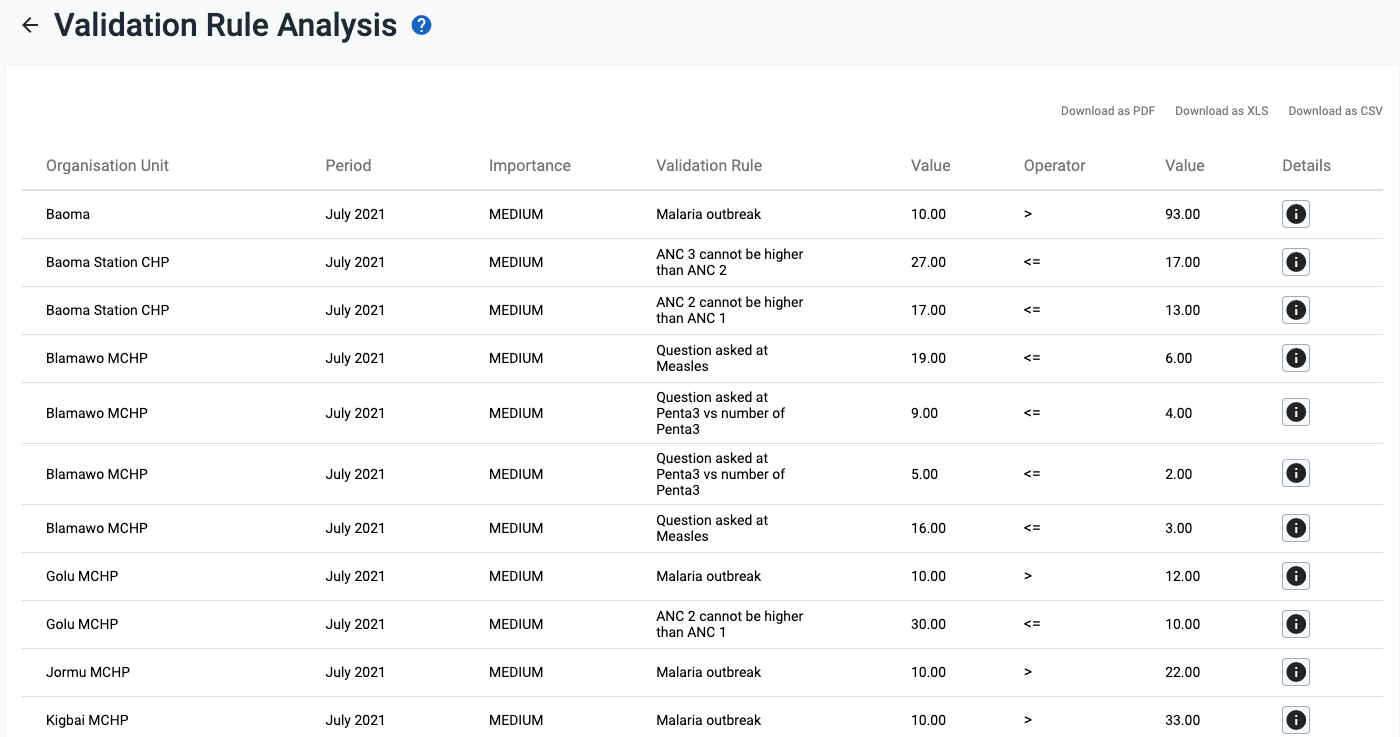 Validation Rule Analysis ?
Download as PDF Download as XLS Download as CSV
Organisation Unit Period Importance Validation Rule Value Operator Value Details
Baoma July 2021 MEDIUM Malaria outbreak 10.00 > 93.00
Baoma Station CHP July 2021 MEDIUM ANC 3 cannot be higher than ANC 2 27.00 <= 17.00
Baoma Station CHP July 2021 MEDIUM ANC 2 cannot be higher than ANC 1 17.00 <= 13.00
Blamawo MCHP July 2021 MEDIUM Question asked at Measles 19.00 <= 6.00
Blamawo MCHP July 2021 MEDIUM Question asked at Penta3 vs number of Penta3 9.00 <= 4.00
Blamawo MCHP July 2021 MEDIUM Question asked at Penta3 vs number of Penta3 5.00 <= 2.00
Blamawo MCHP July 2021 MEDIUM Question asked at Measles 16.00 <= 3.00
Golu MCHP July 2021 MEDIUM Malaria outbreak 10.00 > 12.00
Golu MCHP July 2021 MEDIUM ANC 2 cannot be higher than ANC 1 30.00 <= 10.00
Jormu MCHP July 2021 MEDIUM Malaria outbreak 10.00 > 22.00
Kigbai MCHP July 2021 MEDIUM Malaria outbreak 10.00 > 33.00